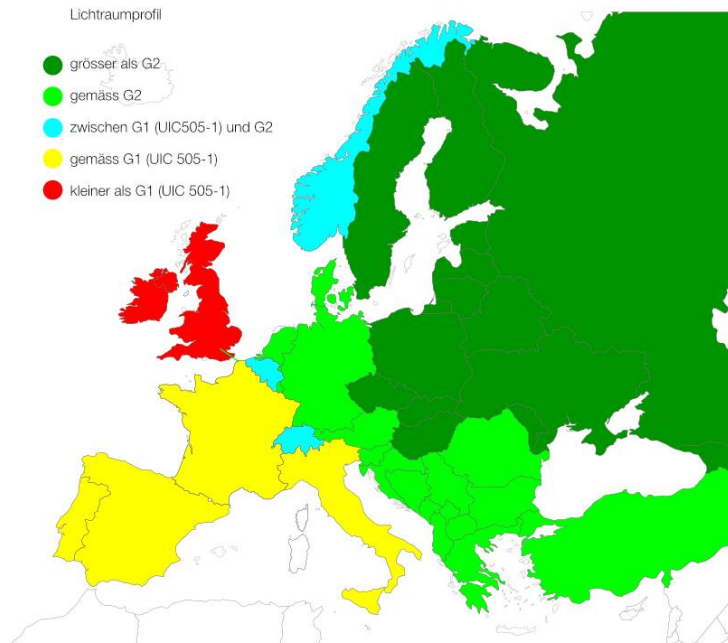 Lichtraumprofil
grösser als G2
gemäss G2
zwischen G1 (UIC505-1) und G2
gemäss G1 (UIC 505-1)
kleiner als G1 (UIC 505-1)